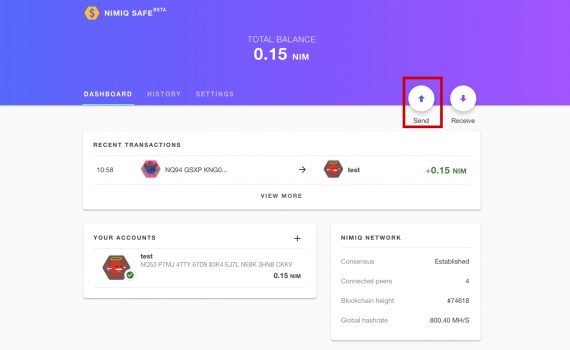 NIMIQ SAFE BETA
TOTAL BALANCE
0.15 NIM
DASHBOARD HISTORY SETTINGS
Send Receive
RECENT TRANSACTIONS
10:58 NQ94 GSXP KNG0... test +0.15 NIM
VIEW MORE
YOUR ACCOUNTS
test
NQ53 P7MJ 4TTY 67D9 83K4 EJ7L NE8K 3HN8 CKKV
0.15 NIM
NIMIQ NETWORK
Consensus Established
Connected peers 4
Blockchain height #74618
Global hashrate 800.40 MH/S